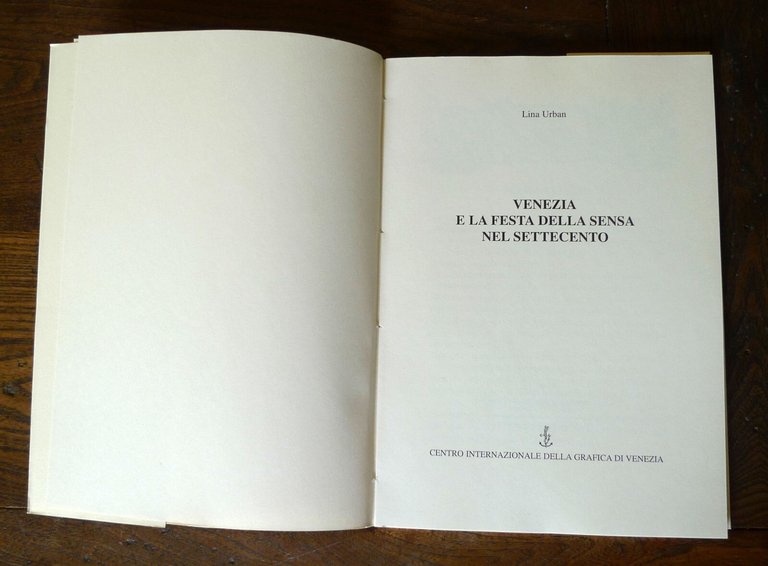 Lina Urban
VENEZIA
E LA FESTA DELLA SENSA
NEL SETTECENTO
CENTRO INTERNAZIONALE DELLA GRAFICA DI VENEZIA